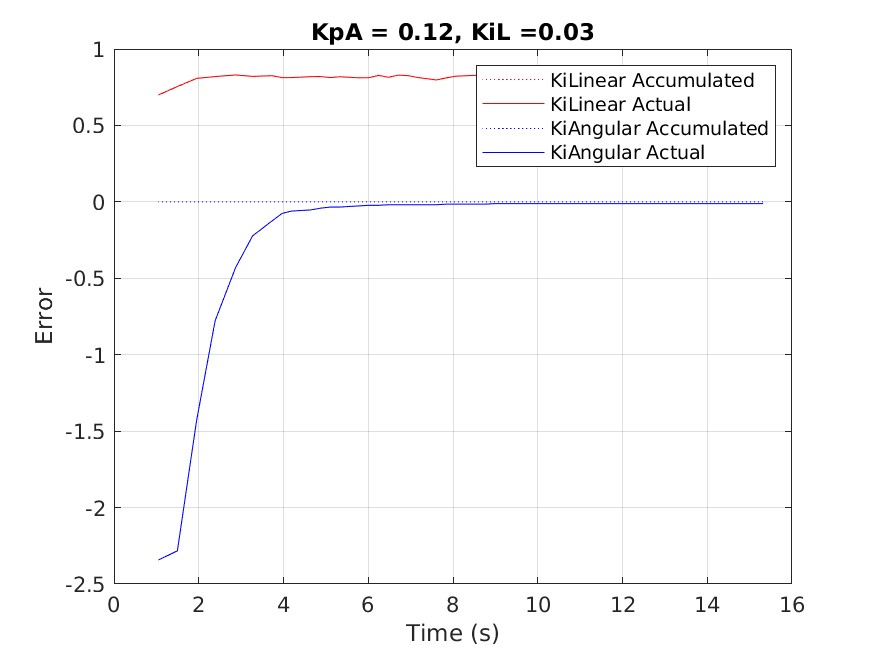 KpA = 0.12, KiL =0.03
1
0.5
0
-0.5
-1
-1.5
-2
-2.5
Error
KiLinear Accumulated
KiLinear Actual
KiAngular Accumulated
KiAngular Actual
0 2 4 6 8 10 12 14 16
Time (s)